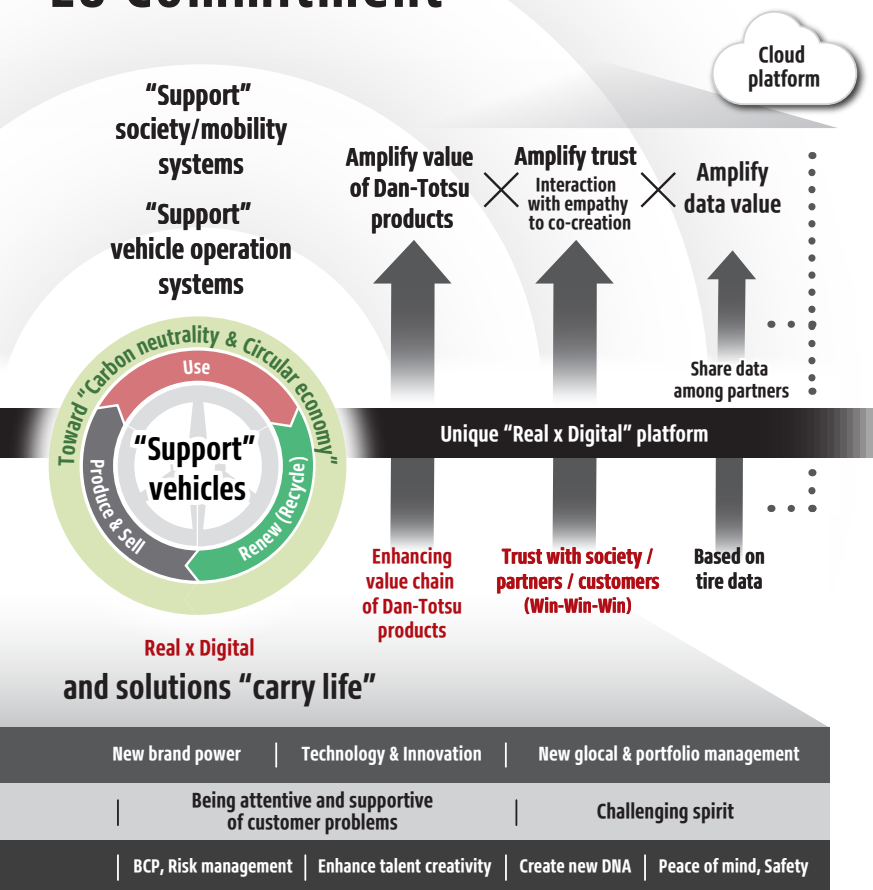 E8 Commitment
Cloud
platform
“Support”
society/mobility
systems
“Support”
vehicle operation
systems
Amplify value
of Dan-Totsu
products
Amplify trust
Interaction
with empathy
to co-creation
Amplify
data value
Share data
among partners
Toward “Carbon neutrality & Circular economy”
Use
Produce & Sell
Renew (Recycle)
“Support”
vehicles
Unique “Real x Digital” platform
Enhancing
value chain
of Dan-Totsu
products
Trust with society /
partners / customers
(Win-Win-Win)
Based on
tire data
Real x Digital
and solutions “carry life”
New brand power | Technology & Innovation | New glocal & portfolio management
| Being attentive and supportive
of customer problems | Challenging spirit
| BCP, Risk management | Enhance talent creativity | Create new DNA | Peace of mind, Safety